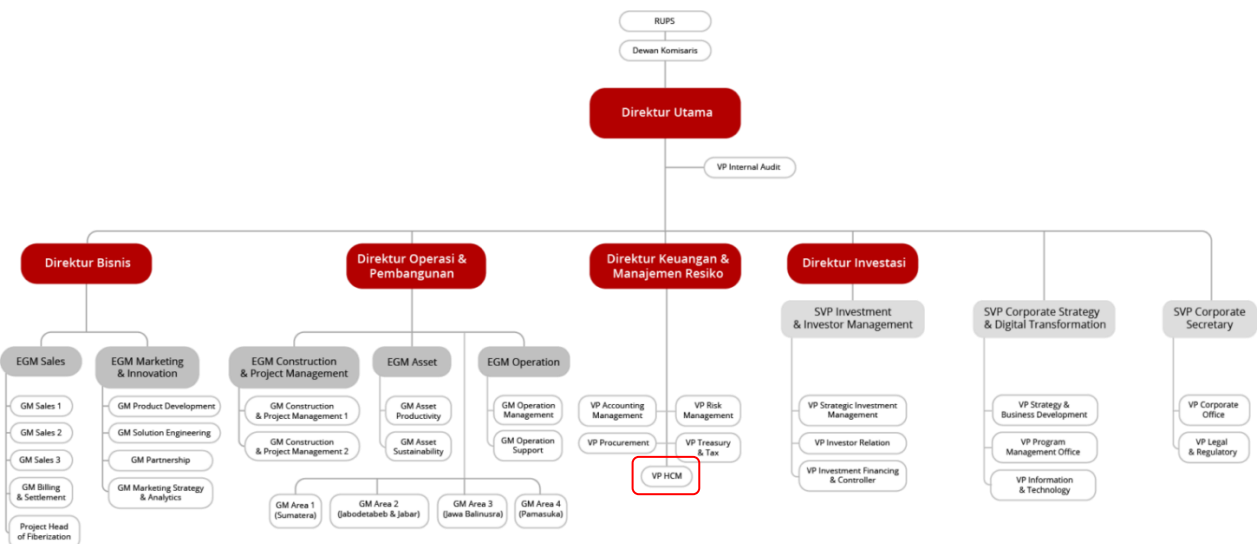 RUPS
Dewan Komisaris
Direktur Utama
VP Internal Audit
Direktur Bisnis
Direktur Operasi &
Pembangunan
Direktur Keuangan &
Manajemen Resiko
Direktur Investasi
SVP Investment
& Investor Management
SVP Corporate Strategy
& Digital Transformation
SVP Corporate
Secretary
EGM Sales
EGM Marketing
& Innovation
EGM Construction
& Project Management
EGM Asset
EGM Operation
GM Sales 1
GM Sales 2
GM Sales 3
GM Billing
& Settlement
Project Head
of Fiberization
GM Product Development
GM Solution Engineering
GM Partnership
GM Marketing Strategy
& Analytics
GM Construction
& Project Management 1
GM Construction
& Project Management 2
GM Asset
Productivity
GM Asset
Sustainability
GM Operation
Management
GM Operation
Support
GM Area 1
(Sumatera)
GM Area 2
(Jabodetabeb & Jabar)
GM Area 3
(Jawa Balinusra)
GM Area 4
(Pamasuka)
VP Accounting
Management
VP Risk
Management
VP Procurement
VP Treasury
& Tax
VP HCM
VP Strategic Investment
Management
VP Investor Relation
VP Investment Financing
& Controller
VP Strategy &
Business Development
VP Program
Management Office
VP Information
& Technology
VP Corporate
Office
VP Legal
& Regulatory